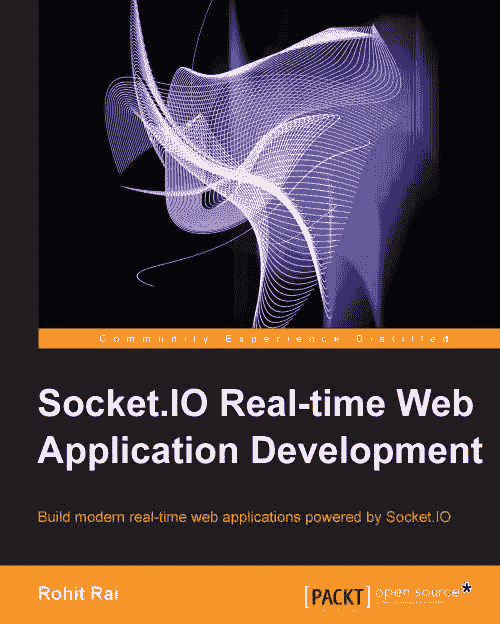 Community Experience Distilled
Socket.IO Real-time Web
Application Development
Build modern real-time web applications powered by Socket.IO
Rohit Rai
[PACKT] open source*